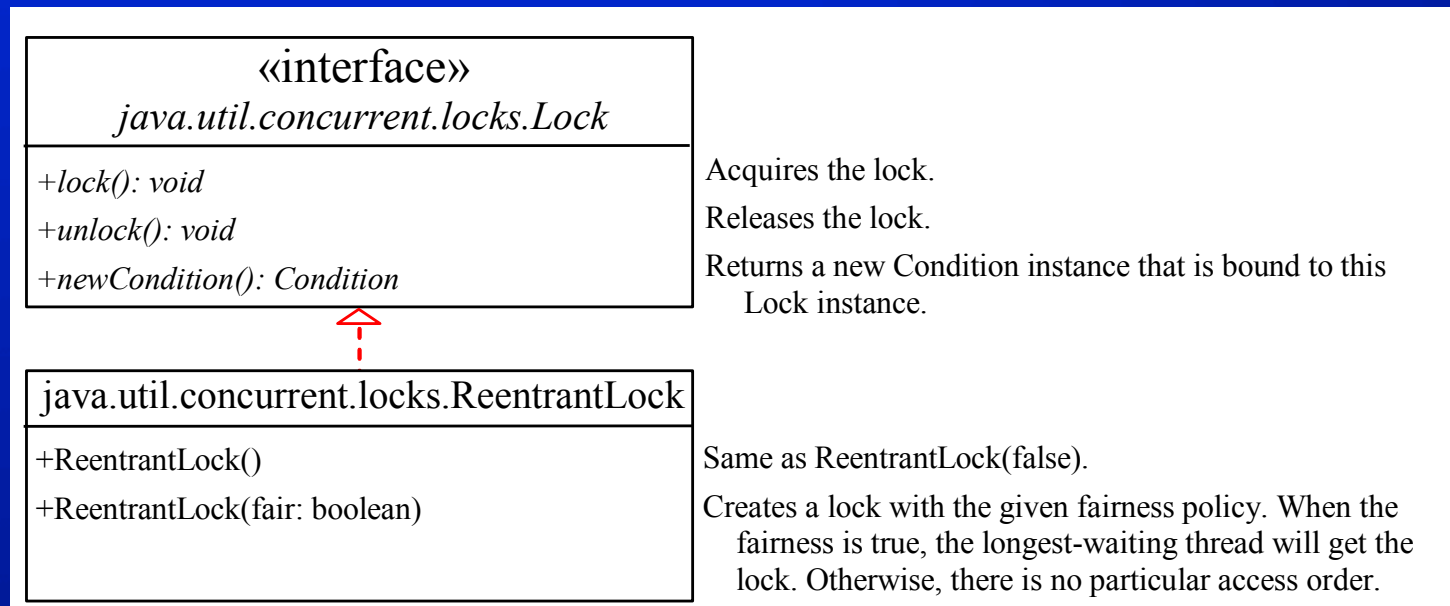 «interface»
java.util.concurrent.locks.Lock
+lock(): void
Acquires the lock.
+unlock(): void
Releases the lock.
+newCondition(): Condition
Returns a new Condition instance that is bound to this
Lock instance.
java.util.concurrent.locks.ReentrantLock
+ReentrantLock()
Same as ReentrantLock(false).
+ReentrantLock(fair: boolean)
Creates a lock with the given fairness policy. When the
fairness is true, the longest-waiting thread will get the
lock. Otherwise, there is no particular access order.